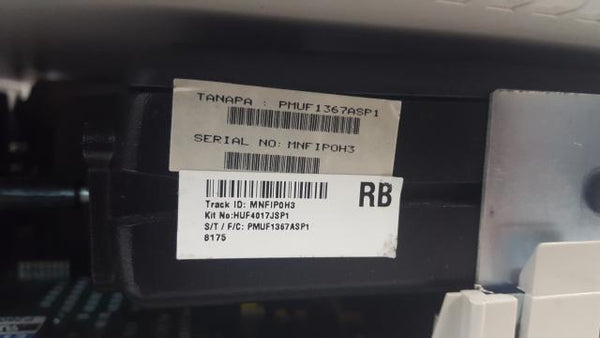 TANAPA : PMUF1367ASP1
SERIAL NO: MNFIP0H3
RB
Track ID: MNFIP0H3
Kit No:HUF4017JSP1
S/T / F/C: PMUF1367ASP1
8175